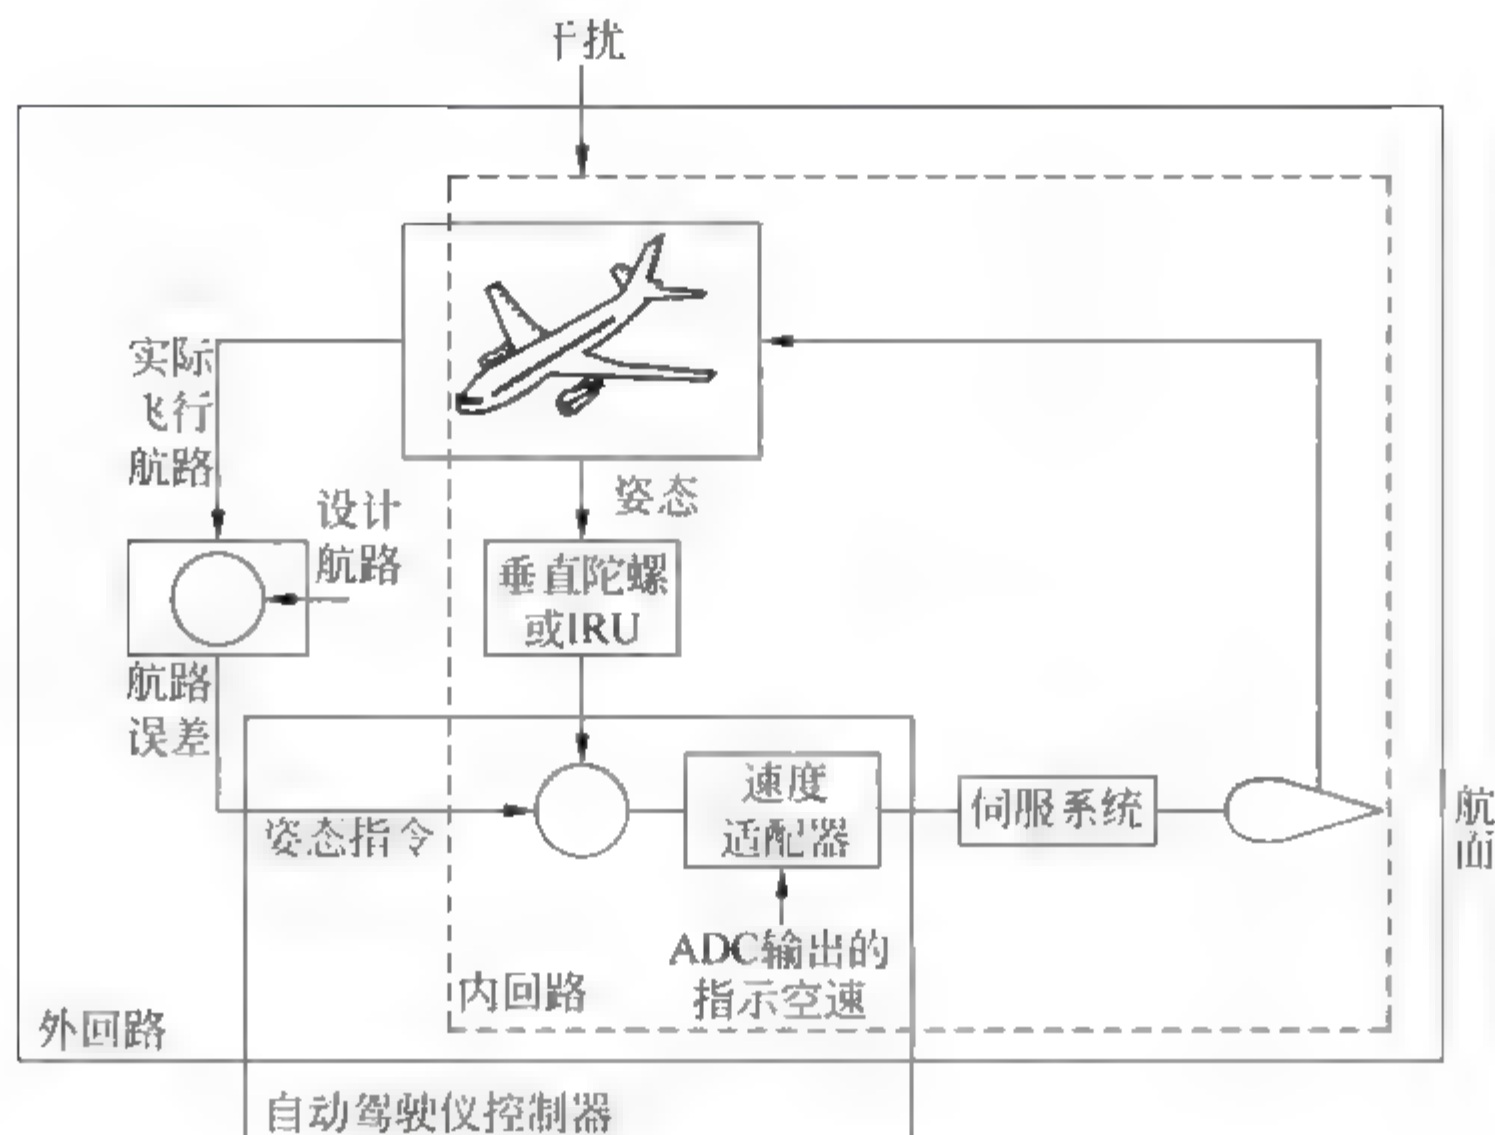 干扰
实际
飞行
航路
设计
航路
姿态
垂直陀螺
或IRU
航路
误差
姿态指令
速度
适配器
伺服系统
航
面
ADC输出的
指示空速
内回路
外回路
自动驾驶仪控制器